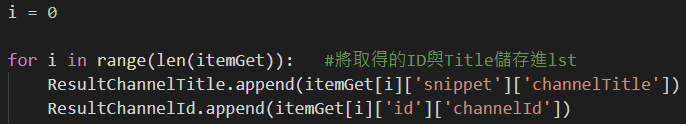 i = 0
for i in range(len(itemGet)):   #將取得的ID與Title儲存進lst
    ResultChannelTitle.append(itemGet[i]['snippet']['channelTitle'])
    ResultChannelId.append(itemGet[i]['id']['channelId'])